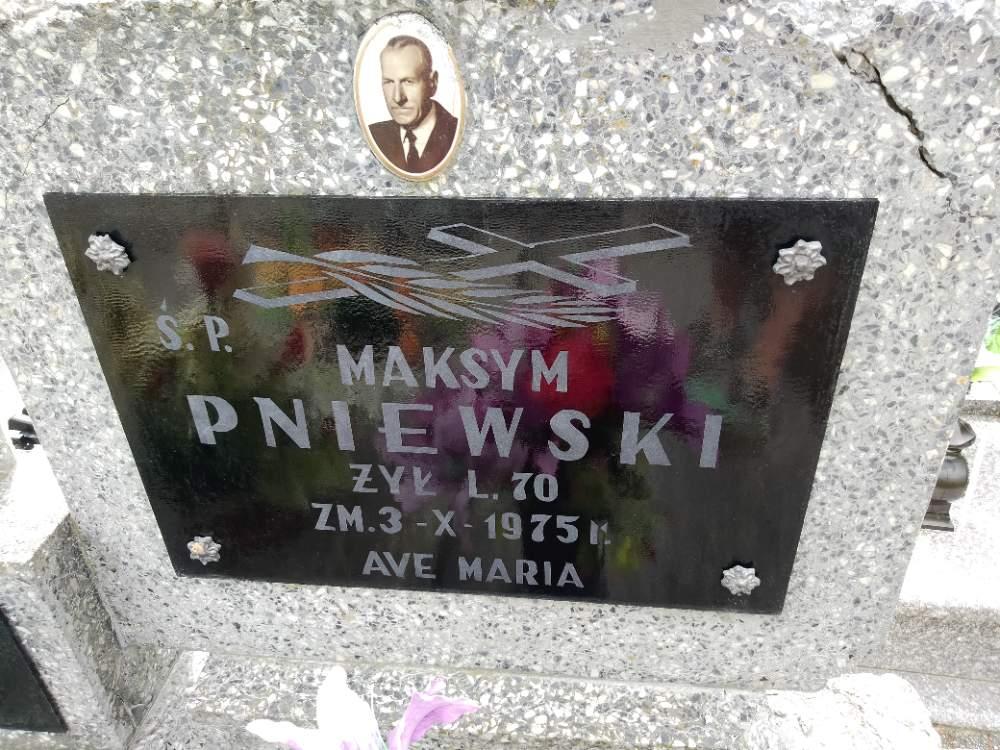 Ś. P.
MAKSYM
PNIEWSKI
ŻYŁ L. 70
ZM. 3 - X - 1975 r.
AVE MARIA